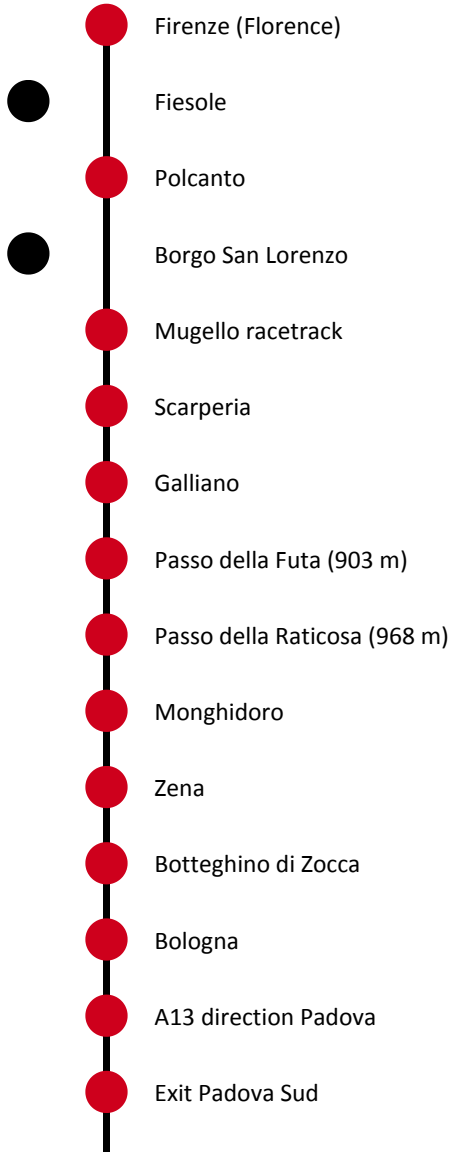 Firenze (Florence)
Fiesole
Polcanto
Borgo San Lorenzo
Mugello racetrack
Scarperia
Galliano
Passo della Futa (903 m)
Passo della Raticosa (968 m)
Monghidoro
Zena
Botteghino di Zocca
Bologna
A13 direction Padova
Exit Padova Sud